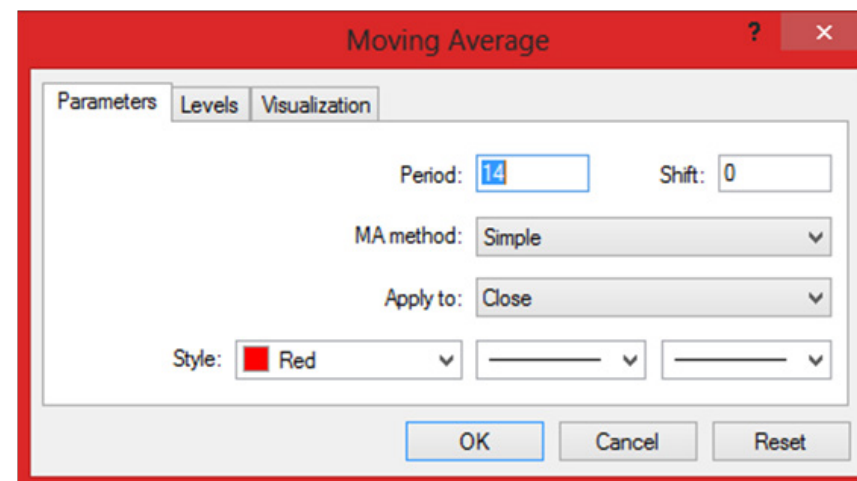 Moving Average ? ×
Parameters Levels Visualization
Period: 14 Shift: 0
MA method: Simple
Apply to: Close
Style: Red
OK Cancel Reset